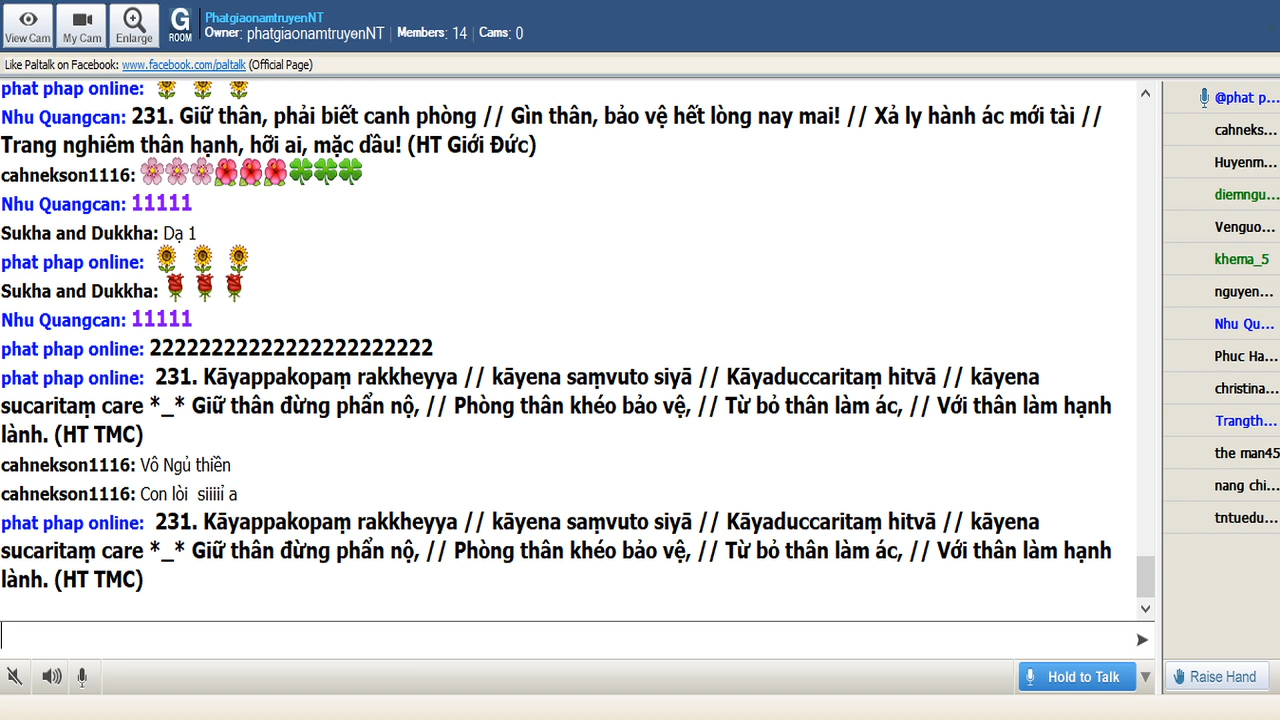 View Cam
My Cam
Enlarge
G
ROOM
PhatgiaonamtruyenNT
Owner: phatgiaonamtruyenNT | Members: 14 | Cams: 0
Like Paltalk on Facebook: www.facebook.com/paltalk (Official Page)
phat phap online:
Nhu Quangcan: 231. Giữ thân, phải biết canh phòng // Gìn thân, bảo vệ hết lòng nay mai! // Xả ly hành ác mới tài //
Trang nghiêm thân hạnh, hỡi ai, mặc dầu! (HT Giới Đức)
cahnekson1116:
Nhu Quangcan: 11111
Sukha and Dukkha: Dạ 1
phat phap online:
Sukha and Dukkha:
Nhu Quangcan: 11111
phat phap online: 22222222222222222222222
phat phap online: 231. Kāyappakopaṃ rakkheyya // kāyena saṃvuto siyā // Kāyaduccaritaṃ hitvā // kāyena
sucaritaṃ care *_* Giữ thân đừng phẩn nộ, // Phòng thân khéo bảo vệ, // Từ bỏ thân làm ác, // Với thân làm hạnh
lành. (HT TMC)
cahnekson1116: Vô Ngủ thiền
cahnekson1116: Con lòi siiiiỉ a
phat phap online: 231. Kāyappakopaṃ rakkheyya // kāyena saṃvuto siyā // Kāyaduccaritaṃ hitvā // kāyena
sucaritaṃ care *_* Giữ thân đừng phẩn nộ, // Phòng thân khéo bảo vệ, // Từ bỏ thân làm ác, // Với thân làm hạnh
lành. (HT TMC)
@phat p...
cahneks...
Huyenm...
diemngu...
Venguo...
khema_5
nguyen...
Nhu Qu...
Phuc Ha...
christina...
Trangth...
the man45
nang chi...
tntuedu...
Hold to Talk
Raise Hand